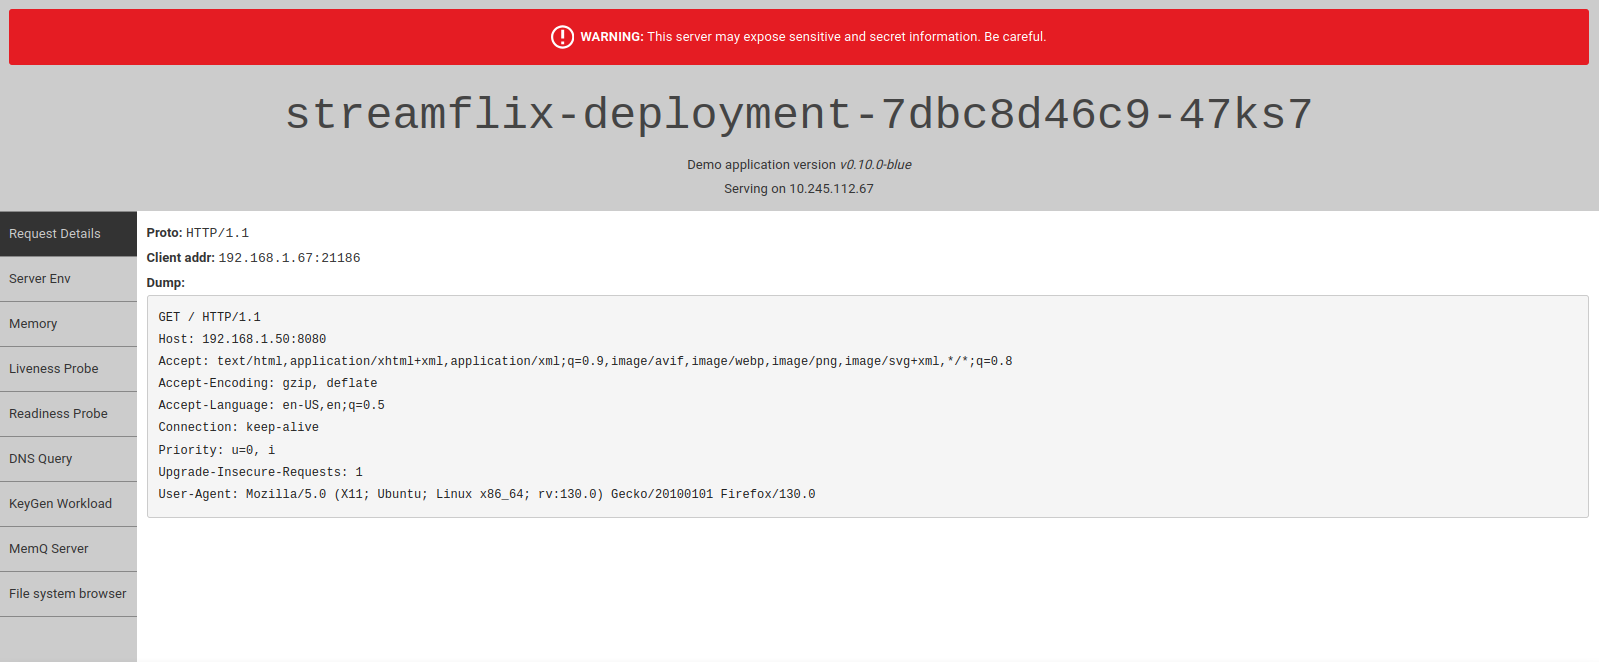 WARNING: This server may expose sensitive and secret information. Be careful.
streamflix-deployment-7dbc8d46c9-47ks7
Demo application version v0.10.0-blue
Serving on 10.245.112.67
Request Details
Server Env
Memory
Liveness Probe
Readiness Probe
DNS Query
KeyGen Workload
MemQ Server
File system browser
Proto: HTTP/1.1
Client addr: 192.168.1.67:21186
Dump:
GET / HTTP/1.1
Host: 192.168.1.50:8080
Accept: text/html,application/xhtml+xml,application/xml;q=0.9,image/avif,image/webp,image/png,image/svg+xml,*/*;q=0.8
Accept-Encoding: gzip, deflate
Accept-Language: en-US,en;q=0.5
Connection: keep-alive
Priority: u=0, i
Upgrade-Insecure-Requests: 1
User-Agent: Mozilla/5.0 (X11; Ubuntu; Linux x86_64; rv:130.0) Gecko/20100101 Firefox/130.0